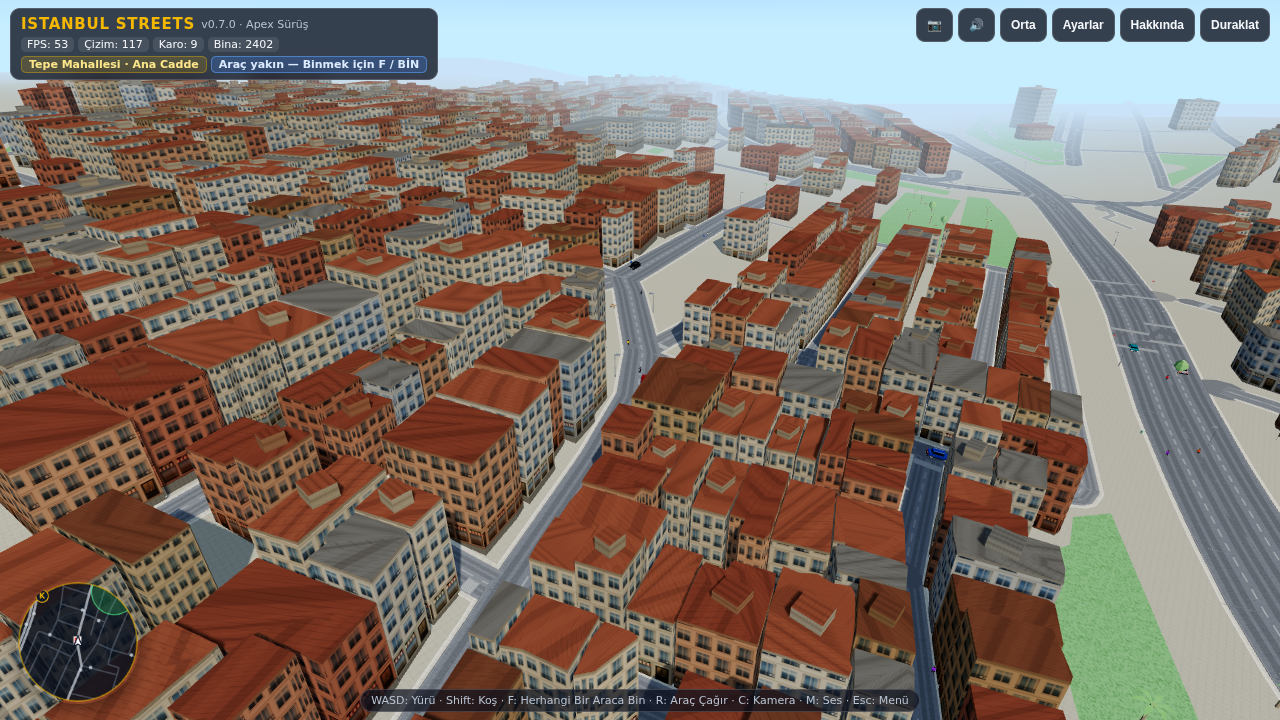 ISTANBUL STREETS v0.7.0 · Apex Sürüş
FPS: 53 Çizim: 117 Karo: 9 Bina: 2402
Tepe Mahallesi · Ana Cadde Araç yakın — Binmek için F / BİN
Orta Ayarlar Hakkında Duraklat
K
WASD: Yürü · Shift: Koş · F: Herhangi Bir Araca Bin · R: Araç Çağır · C: Kamera · M: Ses · Esc: Menü